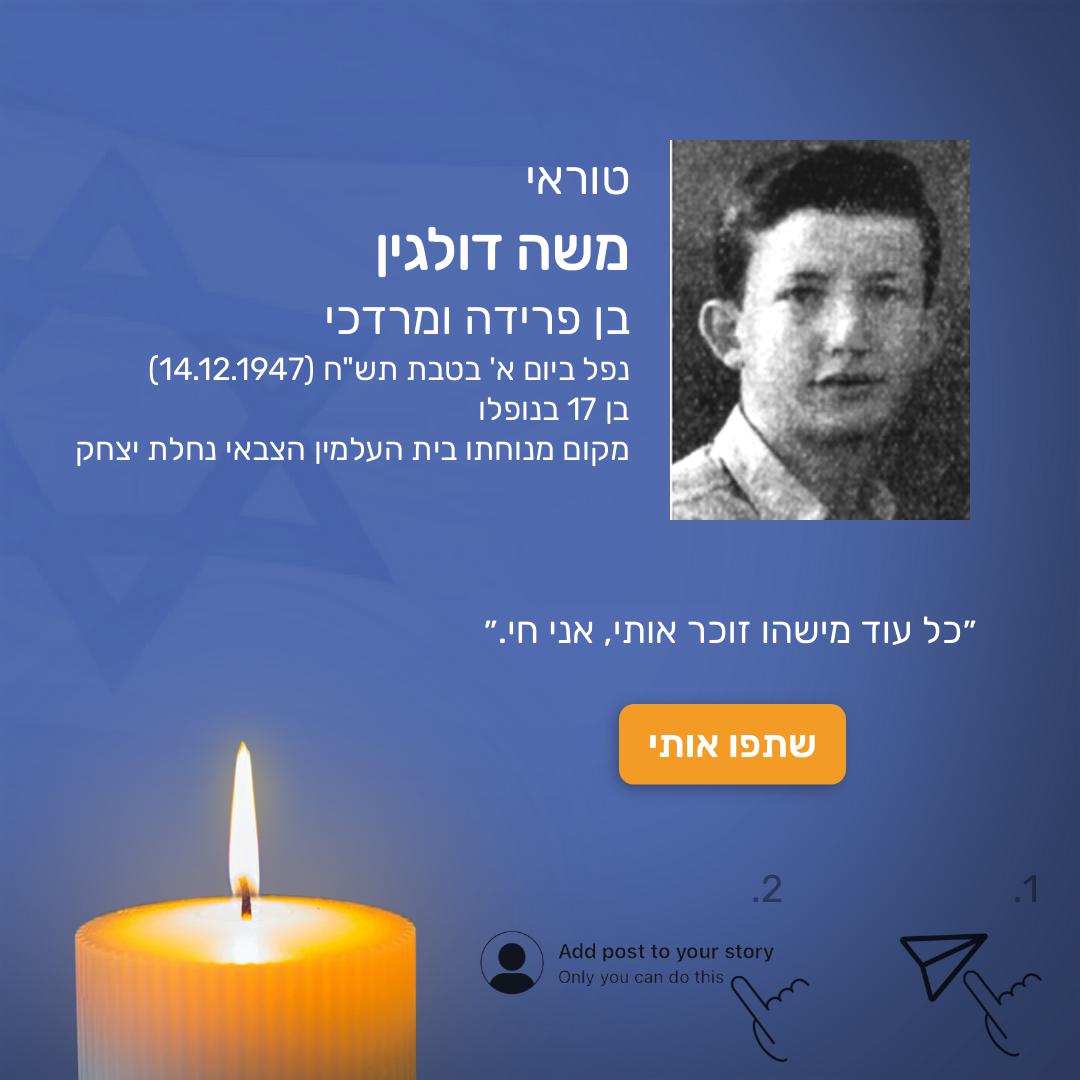 טוראי
משה דולגין
בן פרידה ומרדכי
נפל ביום א' בטבת תש"ח (14.12.1947)
בן 17 בנופלו
מקום מנוחתו בית העלמין הצבאי נחלת יצחק
״כל עוד מישהו זוכר אותי, אני חי.״
שתפו אותי
.1
.2
Add post to your story
Only you can do this